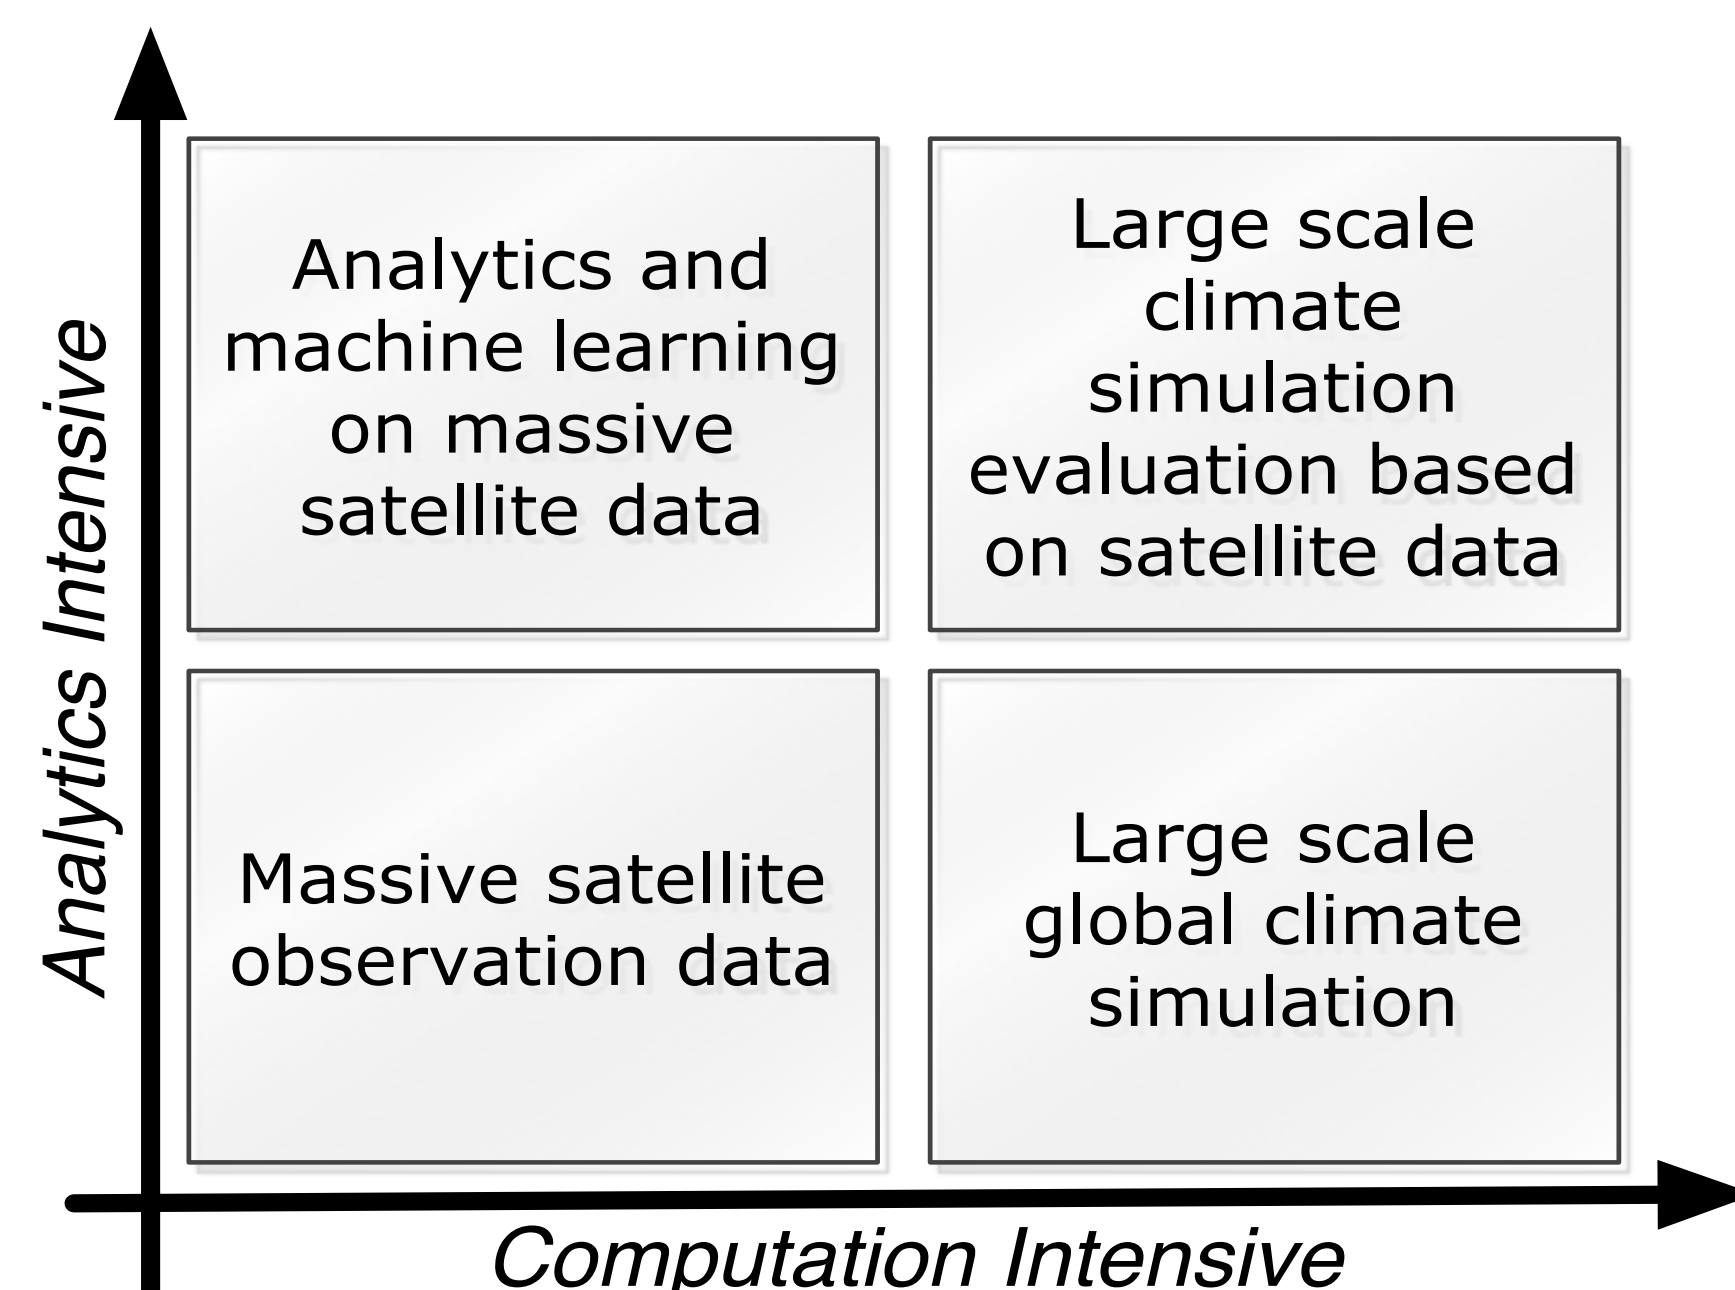 Analytics Intensive
Analytics and
machine learning
on massive
satellite data
Large scale
climate
simulation
evaluation based
on satellite data
Massive satellite
observation data
Large scale
global climate
simulation
Computation Intensive